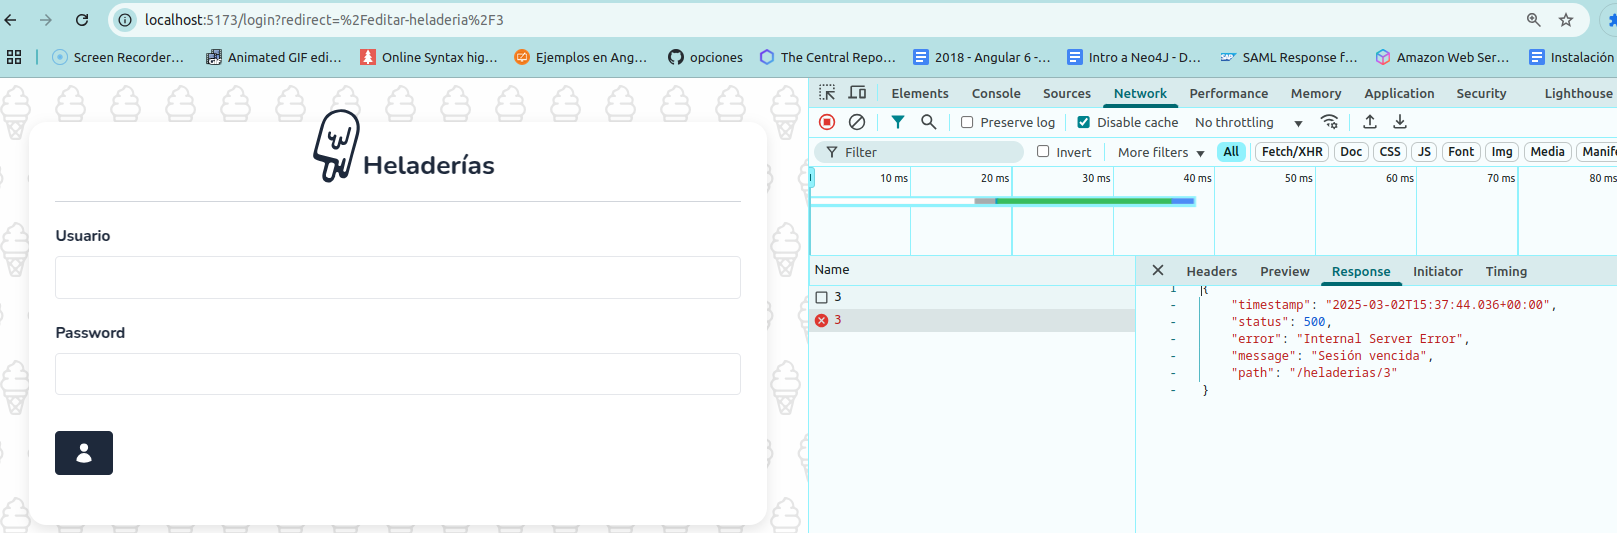 localhost:5173/login?redirect=%2Feditar-heladeria%2F3
Screen Recorder... Animated GIF edi... Online Syntax hig... Ejemplos en Ang... opciones The Central Repo... 2018 - Angular 6 -... Intro a Neo4J - D... SAML Response f... Amazon Web Ser... Instalación
Heladerías
Usuario
Password
Elements Console Sources Network Performance Memory Application Security Lighthouse
Preserve log Disable cache No throttling
Filter Invert More filters All Fetch/XHR Doc CSS JS Font Img Media Manife
10 ms 20 ms 30 ms 40 ms 50 ms 60 ms 70 ms 80 ms
Name
3
3
Headers Preview Response Initiator Timing
1 {
- "timestamp": "2025-03-02T15:37:44.036+00:00",
- "status": 500,
- "error": "Internal Server Error",
- "message": "Sesión vencida",
- "path": "/heladerias/3"
- }